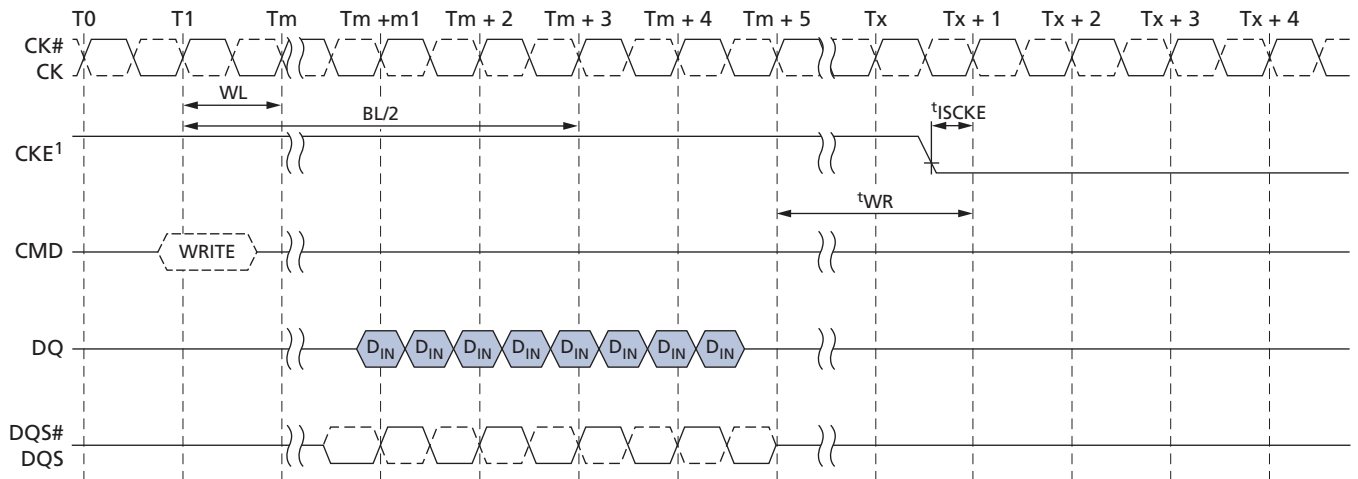 T0 T1 Tm Tm +m1 Tm + 2 Tm + 3 Tm + 4 Tm + 5 Tx Tx + 1 Tx + 2 Tx + 3 Tx + 4
CK#
CK
WL
BL/2
tISCKE
CKE1
tWR
CMD WRITE
DQ DIN DIN DIN DIN DIN DIN DIN DIN
DQS#
DQS